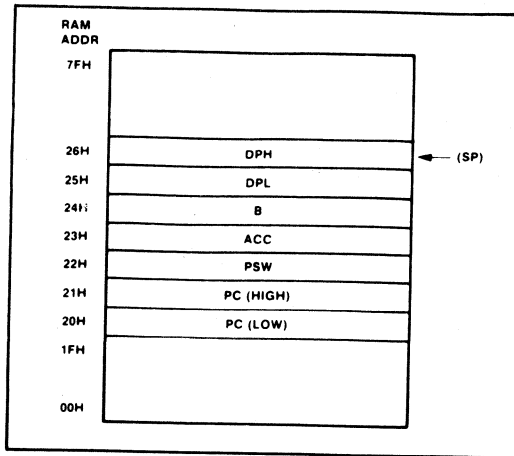 RAM
ADDR
7FH
26H DPH (SP)
25H DPL
24H B
23H ACC
22H PSW
21H PC (HIGH)
20H PC (LOW)
1FH
00H